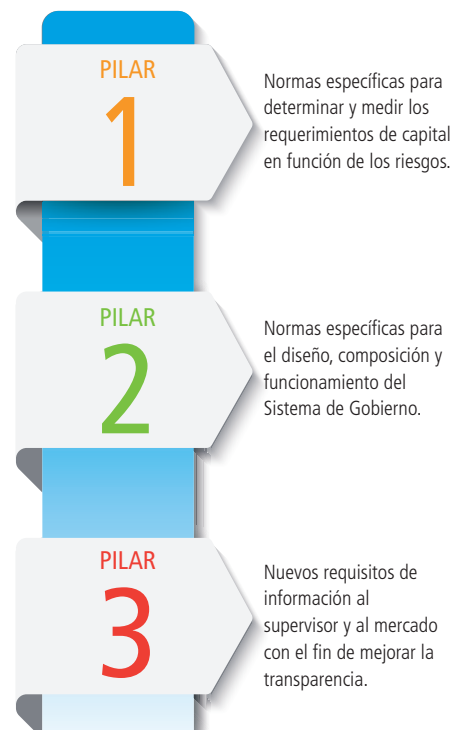 PILAR
1
Normas específicas para
determinar y medir los
requerimientos de capital
en función de los riesgos.
PILAR
2
Normas específicas para
el diseño, composición y
funcionamiento del
Sistema de Gobierno.
PILAR
3
Nuevos requisitos de
información al
supervisor y al mercado
con el fin de mejorar la
transparencia.